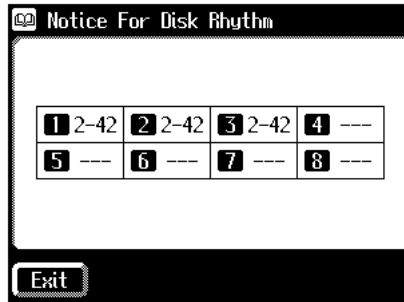 Notice For Disk Rhythm
1 2-42 2 2-42 3 2-42 4 ---
5 --- 6 --- 7 --- 8 ---
Exit